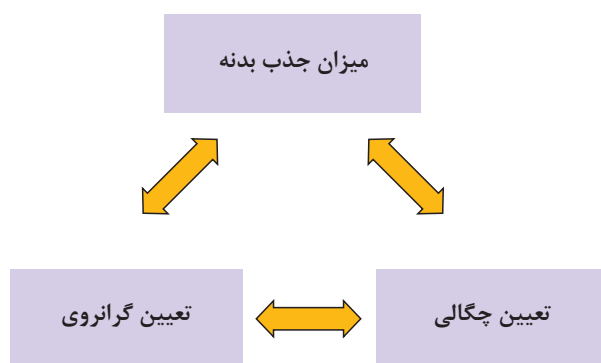 میزان جذب بدنه
تعیین چگالی
تعیین گرانروی